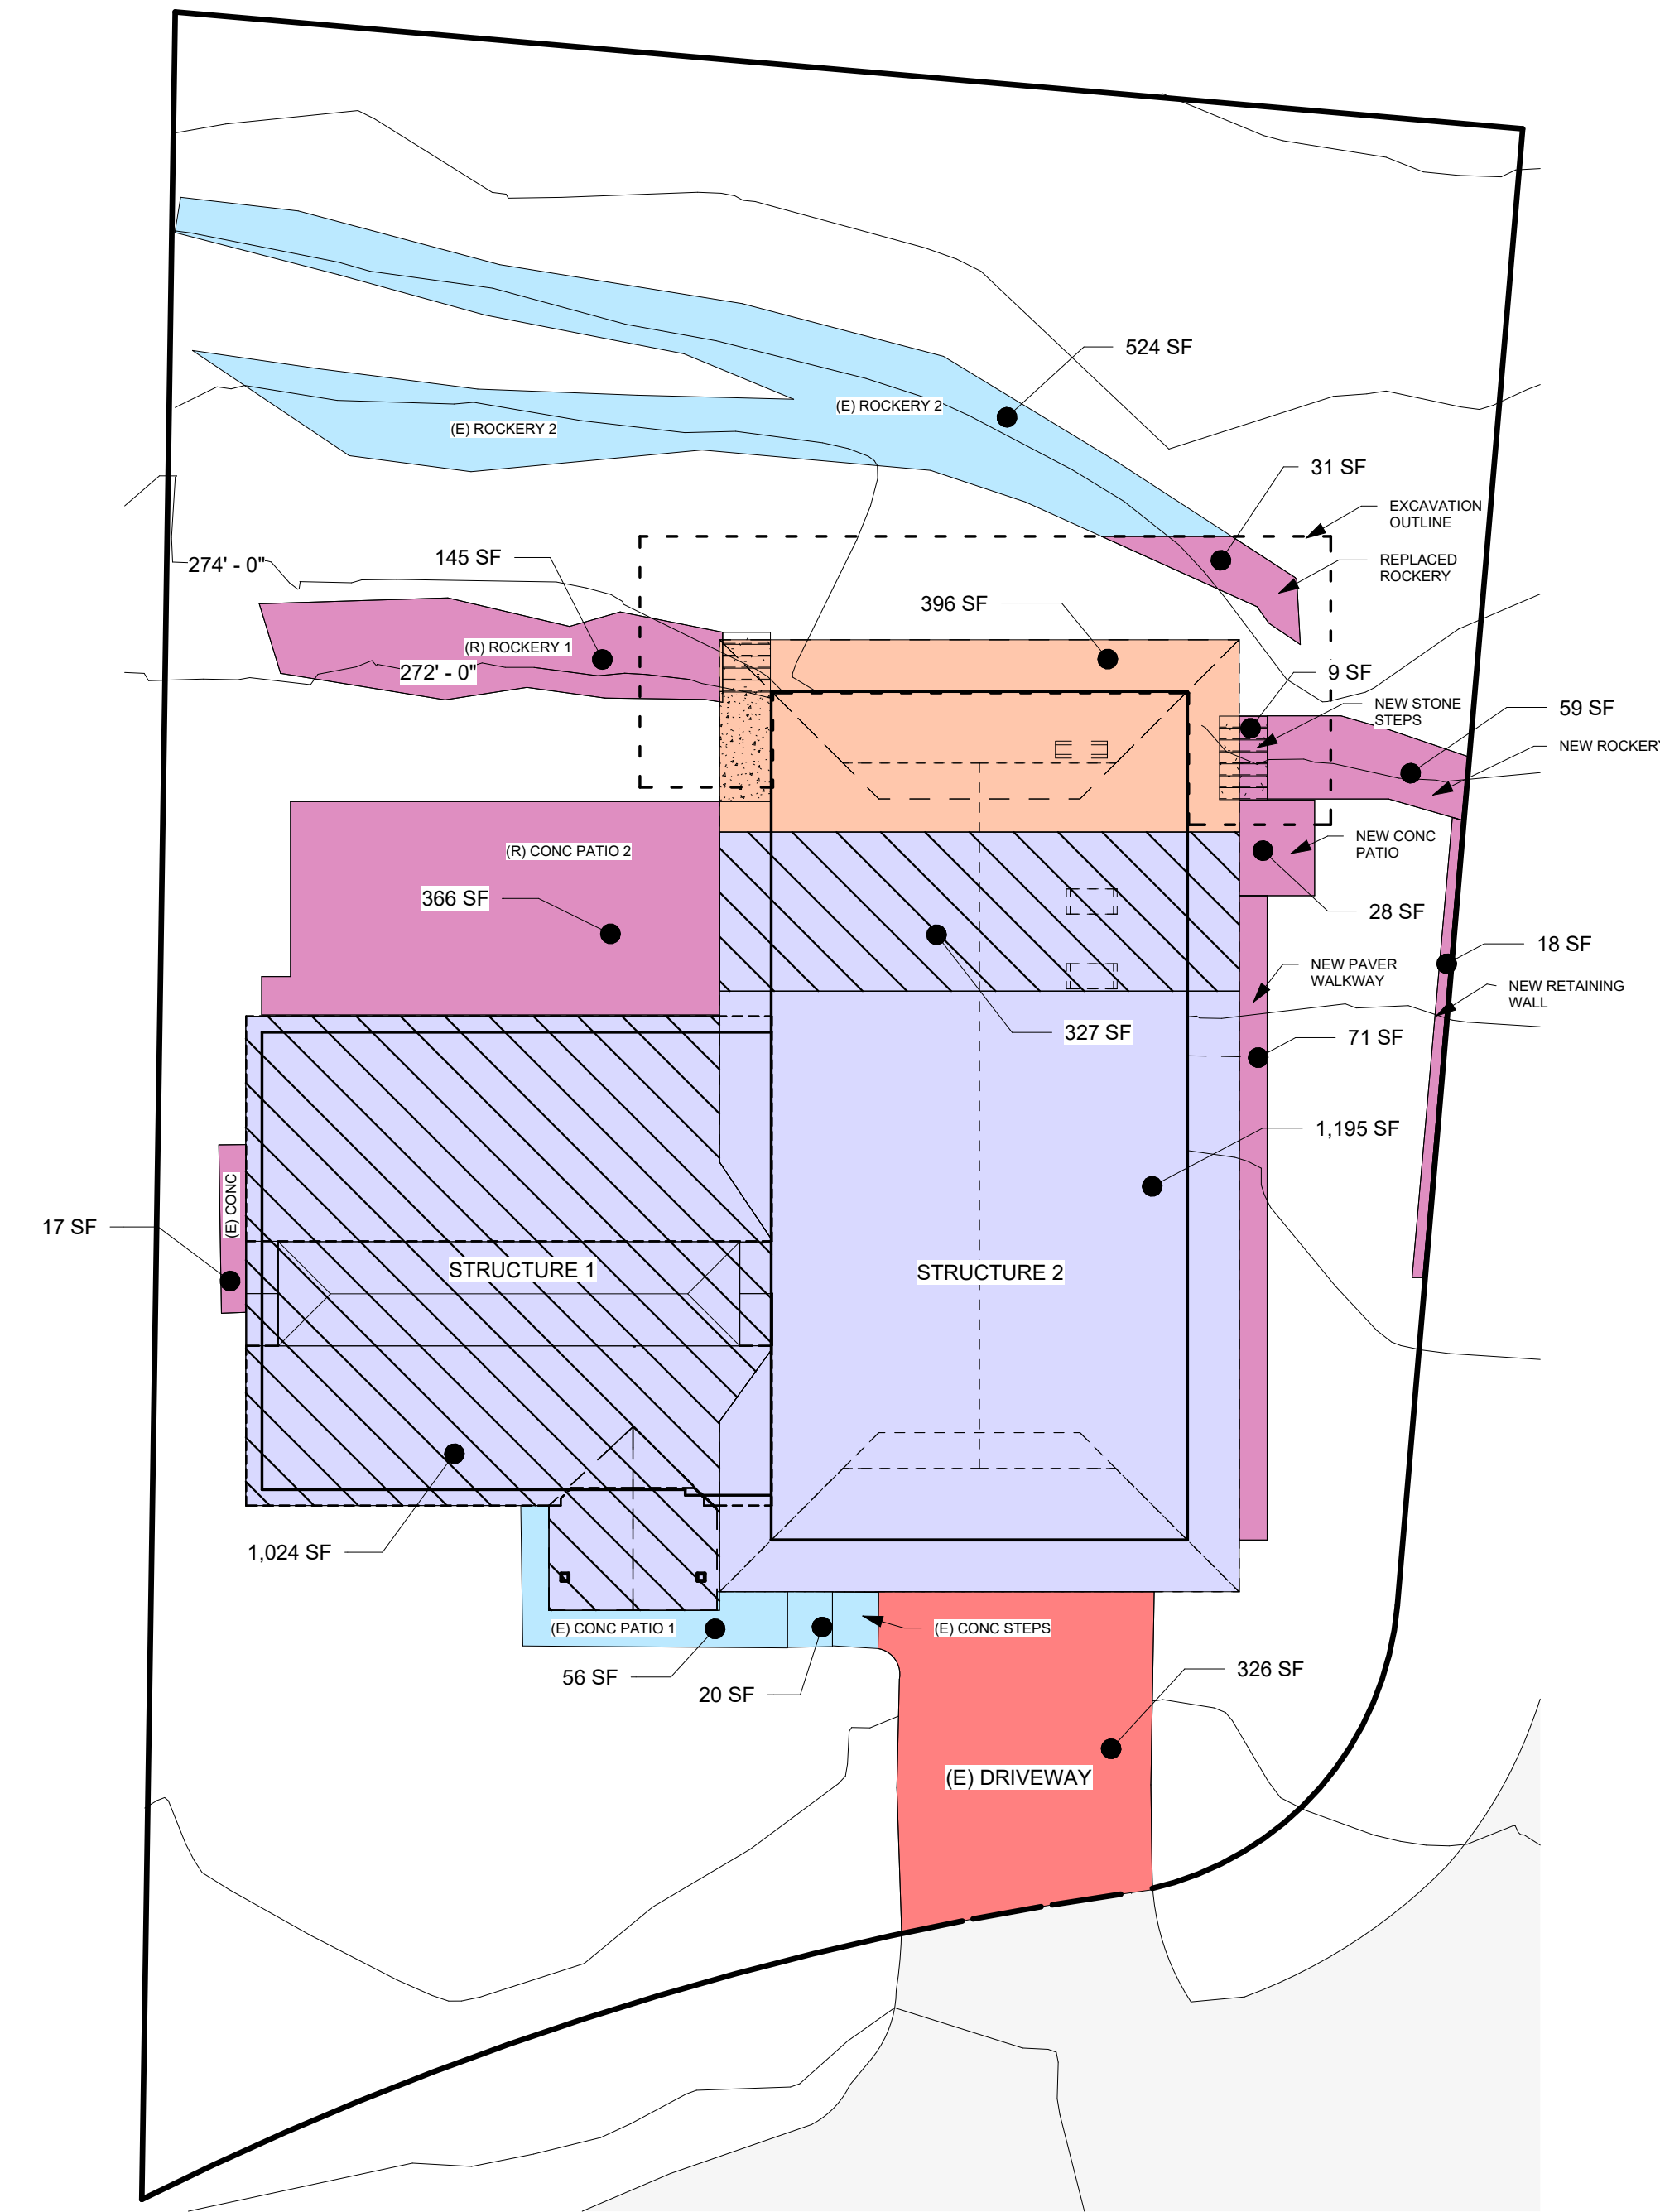 524 SF
(E) ROCKERY 2
(E) ROCKERY 2
31 SF
EXCAVATION
OUTLINE
145 SF
274' - 0"
REPLACED
ROCKERY
396 SF
(R) ROCKERY 1
272' - 0"
9 SF
NEW STONE
STEPS
59 SF
NEW ROCKERY
(R) CONC PATIO 2
NEW CONC
PATIO
366 SF
28 SF
18 SF
NEW PAVER
WALKWAY
NEW RETAINING
WALL
327 SF
71 SF
1,195 SF
(E) CONC
17 SF
STRUCTURE 1
STRUCTURE 2
1,024 SF
(E) CONC PATIO 1
(E) CONC STEPS
56 SF
20 SF
326 SF
(E) DRIVEWAY